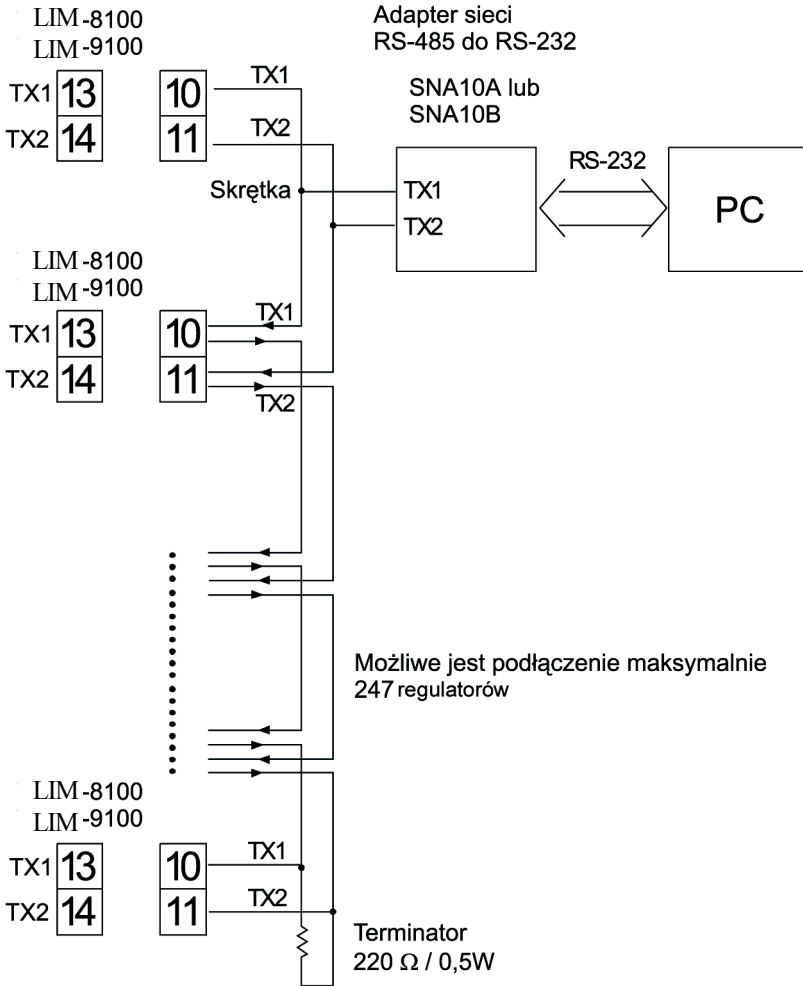 LIM-8100
LIM-9100
Adapter sieci
RS-485 do RS-232
TX1 13 10 TX1
TX2 14 11 TX2
SNA10A lub
SNA10B
Skrętka
TX1
TX2
RS-232
PC
LIM-8100
LIM-9100
TX1 13 10 TX1
TX2 14 11 TX2
Możliwe jest podłączenie maksymalnie
247 regulatorów
LIM-8100
LIM-9100
TX1 13 10 TX1
TX2 14 11 TX2
Terminator
220 Ω / 0,5W